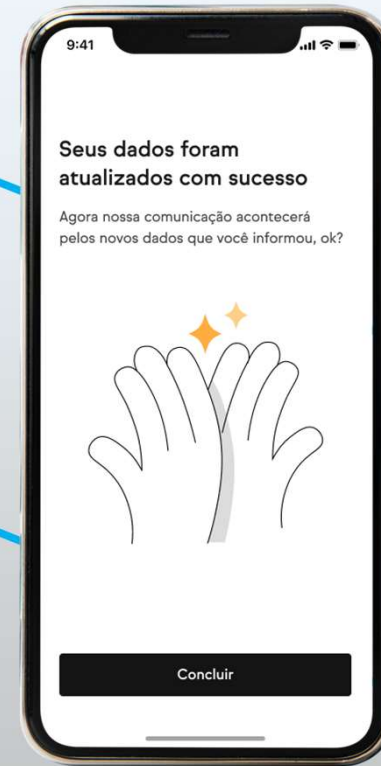 9:41
Seus dados foram
atualizados com sucesso
Agora nossa comunicação acontecerá
pelos novos dados que você informou, ok?
Concluir